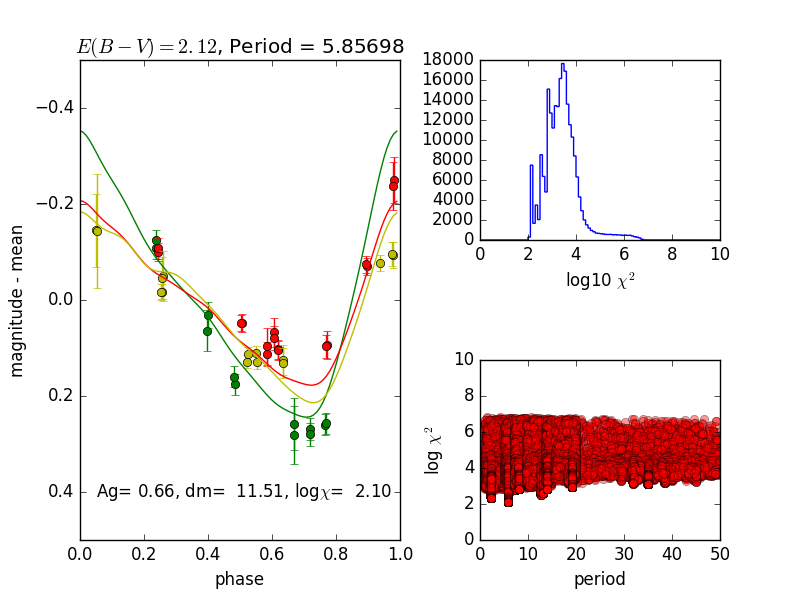 E(B − V) = 2.12, Period = 5.85698
magnitude - mean
−0.4
−0.2
0.0
0.2
0.4
Ag= 0.66, dm= 11.51, logχ= 2.10
0.0 0.2 0.4 0.6 0.8 1.0
phase
18000
16000
14000
12000
10000
8000
6000
4000
2000
0
0 2 4 6 8 10
log10 χ²
log χ²
10
8
6
4
2
0
0 10 20 30 40 50
period